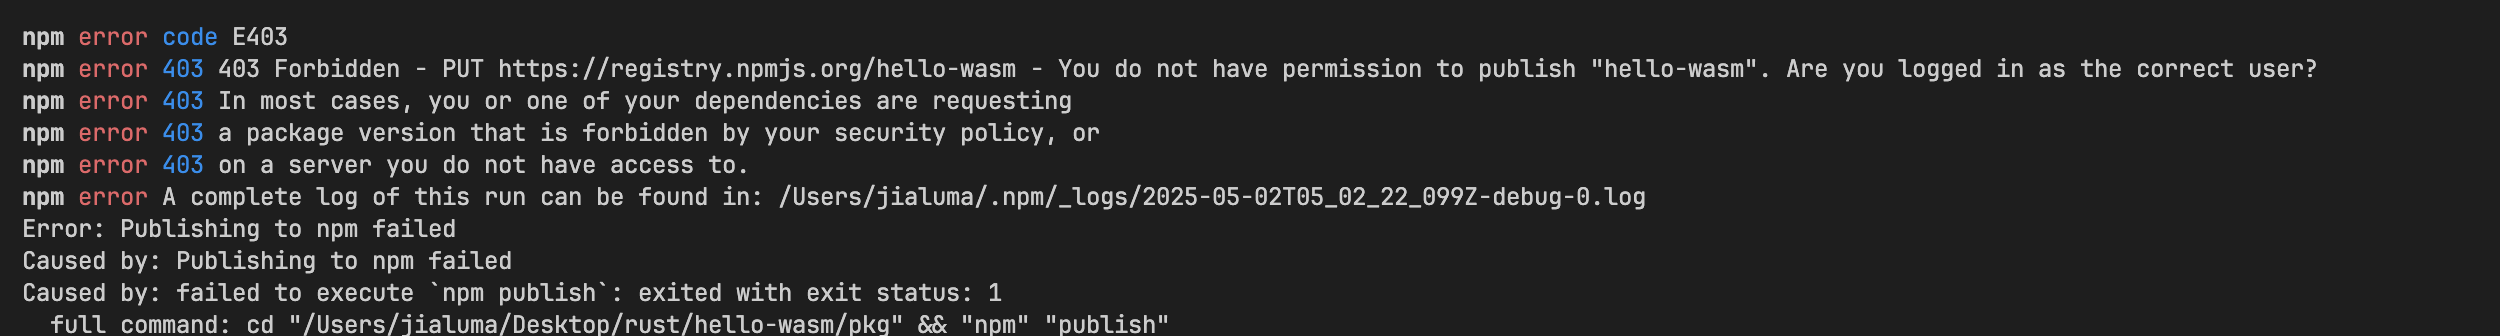 npm error code E403
npm error 403 403 Forbidden - PUT https://registry.npmjs.org/hello-wasm - You do not have permission to publish "hello-wasm". Are you logged in as the correct user?
npm error 403 In most cases, you or one of your dependencies are requesting
npm error 403 a package version that is forbidden by your security policy, or
npm error 403 on a server you do not have access to.
npm error A complete log of this run can be found in: /Users/jialuma/.npm/_logs/2025-05-02T05_02_22_099Z-debug-0.log
Error: Publishing to npm failed
Caused by: Publishing to npm failed
Caused by: failed to execute `npm publish`: exited with exit status: 1
  full command: cd "/Users/jialuma/Desktop/rust/hello-wasm/pkg" && "npm" "publish"